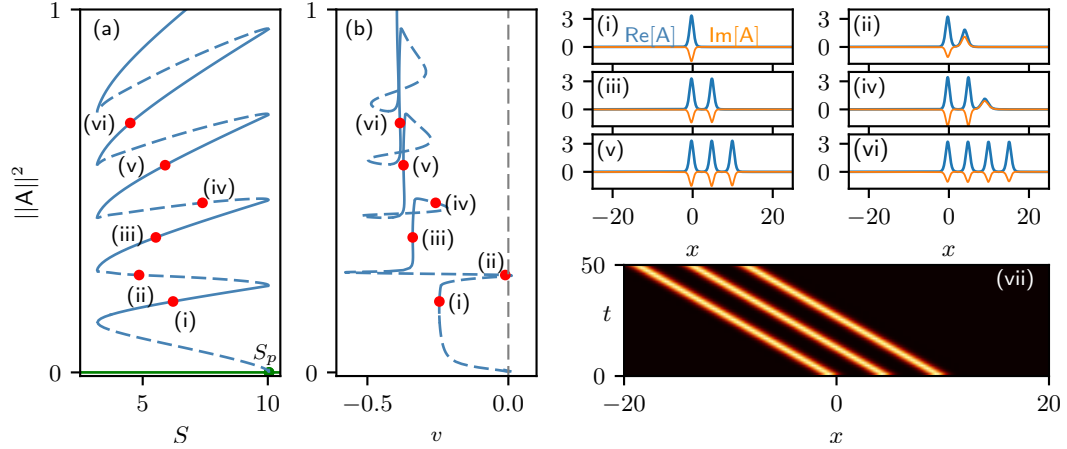 1
(a)
(vi)
(v)
(iv)
||A||²
(iii)
(ii)
(i)
S_p
0
5
10
S
1
(b)
(vi)
(v)
(iv)
(iii)
(ii)
(i)
0
−0.5
0.0
v
3
0
(i)
Re[A]
Im[A]
3
0
(ii)
3
0
(iii)
3
0
(iv)
3
0
(v)
−20
0
20
x
3
0
(vi)
−20
0
20
x
50
t
0
(vii)
−20
0
20
x